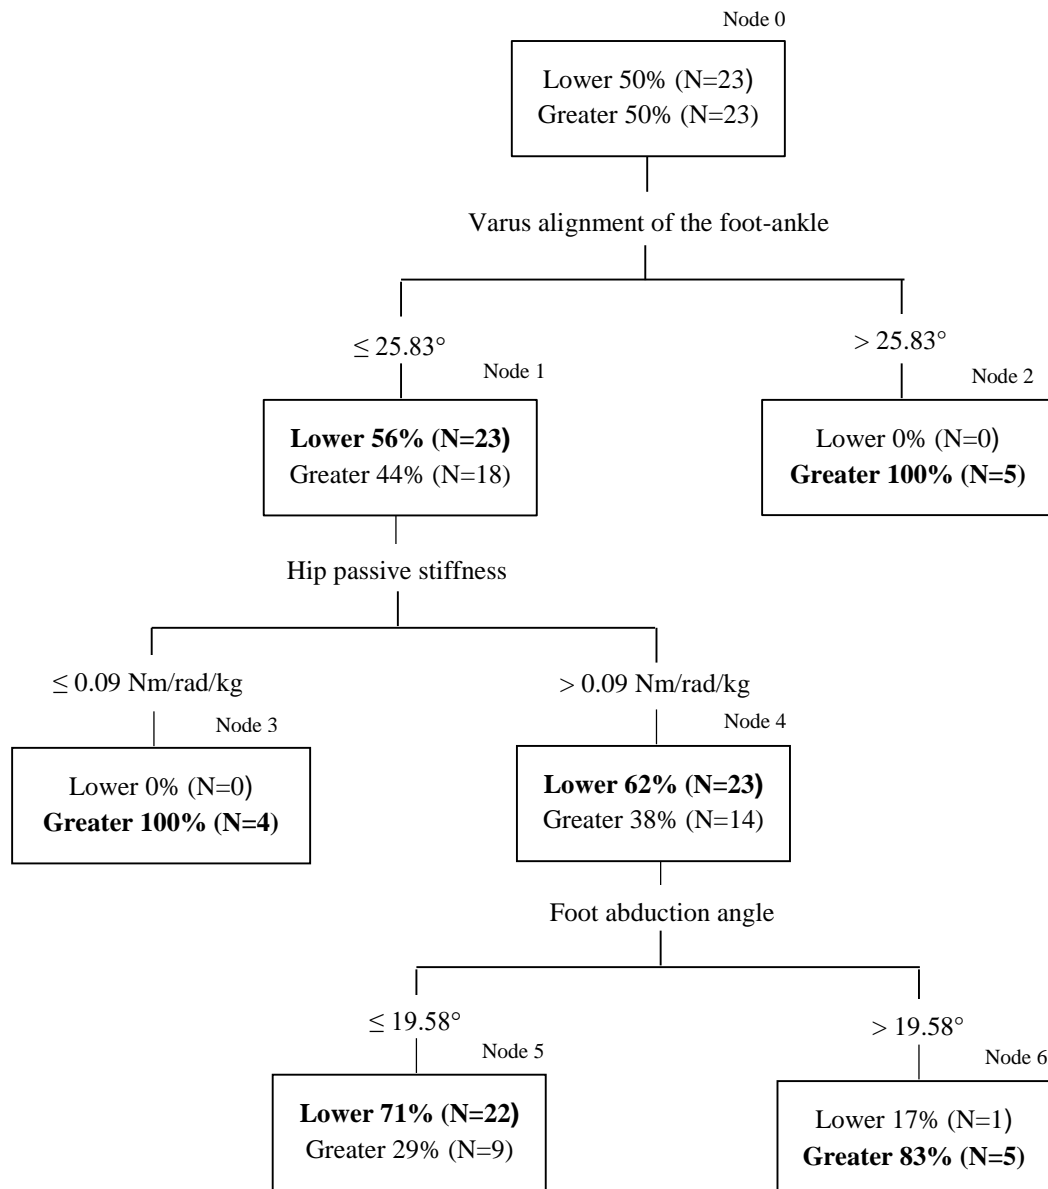 Node 0
Lower 50% (N=23)
Greater 50% (N=23)
Varus alignment of the foot-ankle
≤ 25.83°
> 25.83°
Node 1
Node 2
Lower 56% (N=23)
Greater 44% (N=18)
Lower 0% (N=0)
Greater 100% (N=5)
Hip passive stiffness
≤ 0.09 Nm/rad/kg
> 0.09 Nm/rad/kg
Node 3
Node 4
Lower 0% (N=0)
Greater 100% (N=4)
Lower 62% (N=23)
Greater 38% (N=14)
Foot abduction angle
≤ 19.58°
> 19.58°
Node 5
Node 6
Lower 71% (N=22)
Greater 29% (N=9)
Lower 17% (N=1)
Greater 83% (N=5)